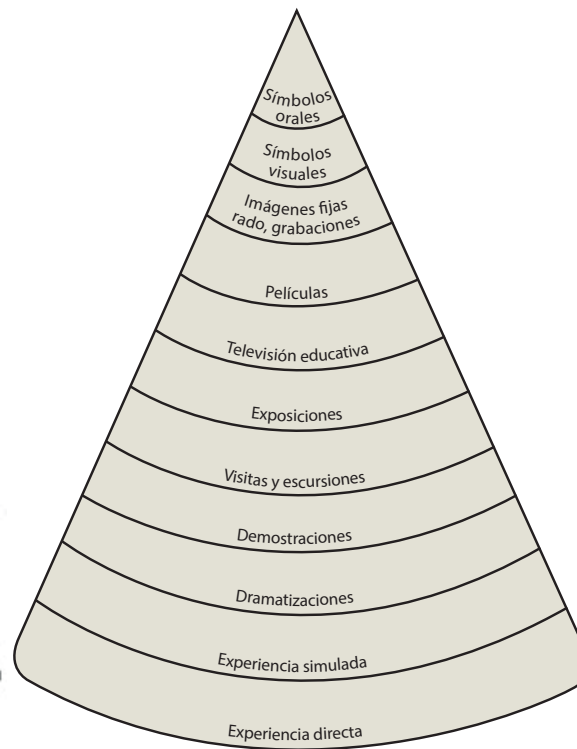 Símbolos
orales
Símbolos
visuales
Imágenes fijas
rado, grabaciones
Películas
Televisión educativa
Exposiciones
Visitas y escursiones
Demostraciones
Dramatizaciones
Experiencia simulada
Experiencia directa